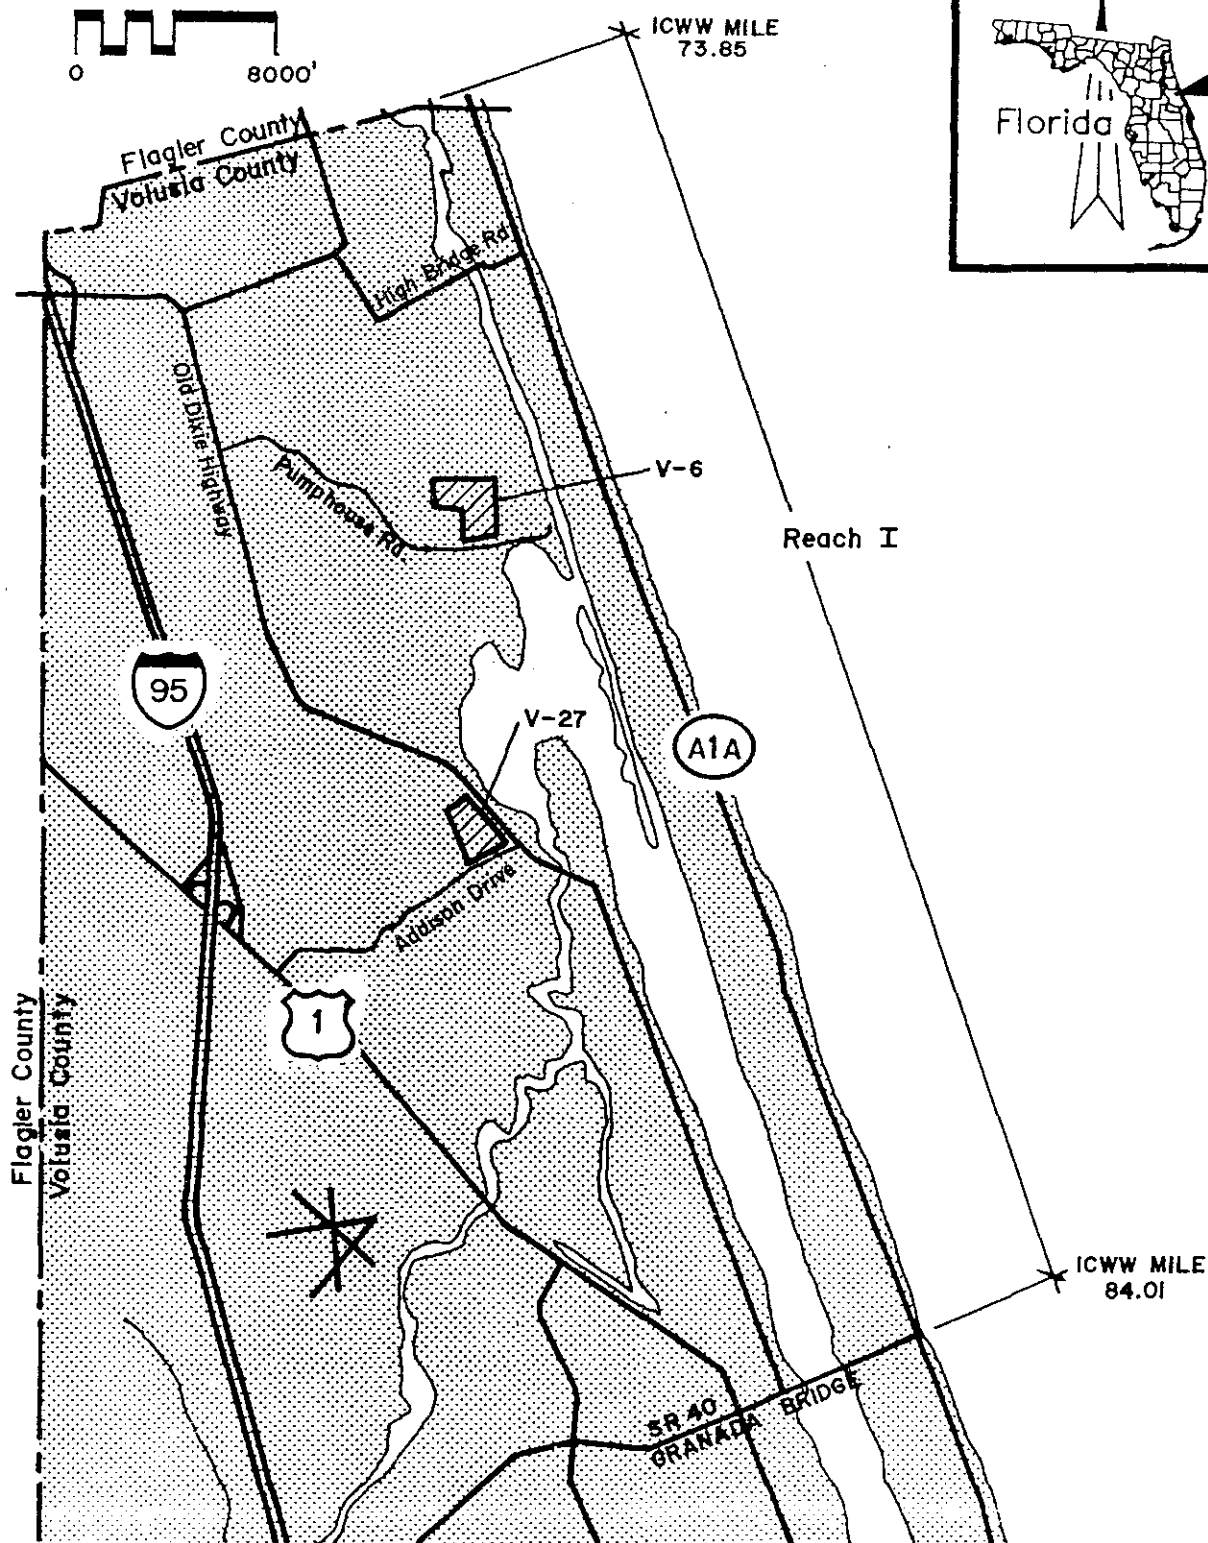 ICWW MILE
73.85
0 8000'
Florida
Flagler County
Volusia County
High Bridge Rd
Old Dixie Highway
Pumphouse Rd.
V-6
Reach I
95
V-27
A1A
Addison Drive
1
Flagler County
Volusia County
ICWW MILE
84.01
SR 40
GRANADA BRIDGE